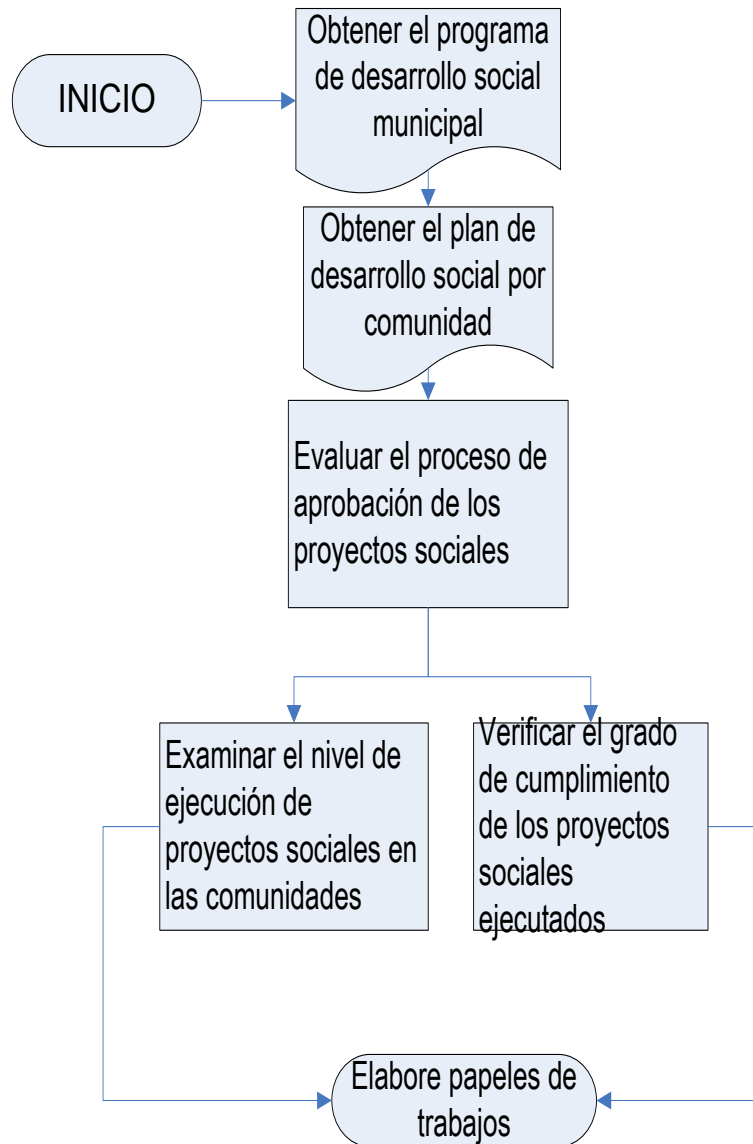 INICIO
Obtener el programa
de desarrollo social
municipal
Obtener el plan de
desarrollo social por
comunidad
Evaluar el proceso de
aprobación de los
proyectos sociales
Examinar el nivel de
ejecución de
proyectos sociales en
las comunidades
Verificar el grado
de cumplimiento
de los proyectos
sociales
ejecutados
Elabore papeles de
trabajos